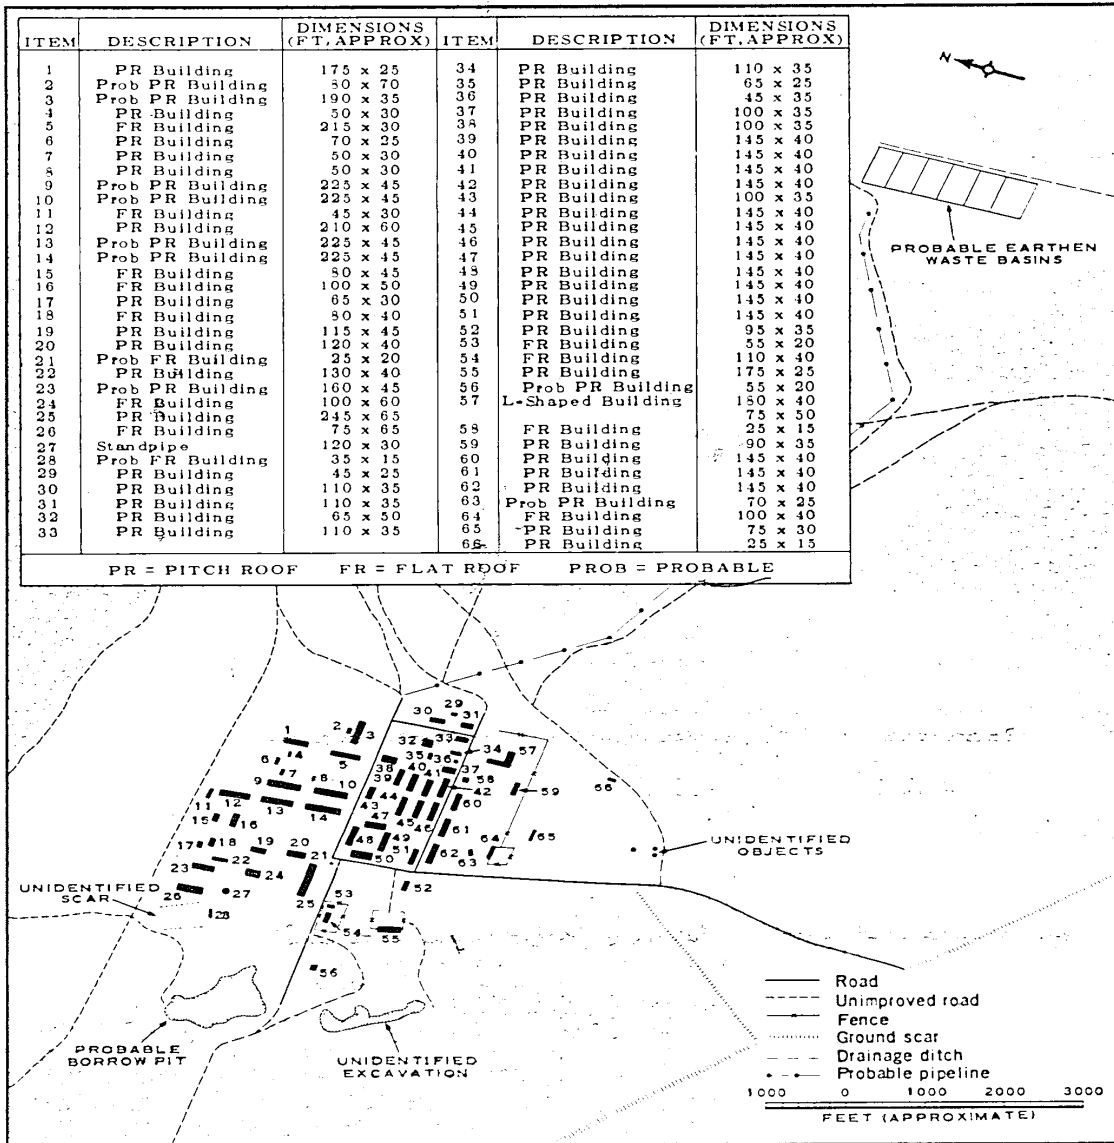 ITEM DESCRIPTION DIMENSIONS (FT, APPROX) ITEM DESCRIPTION DIMENSIONS (FT, APPROX)
1 PR Building 175 x 25 34 PR Building 110 x 35
2 Prob PR Building 80 x 70 35 PR Building 65 x 25
3 Prob PR Building 190 x 35 36 PR Building 45 x 35
4 PR Building 50 x 30 37 PR Building 100 x 35
5 FR Building 215 x 30 38 PR Building 100 x 35
6 PR Building 70 x 25 39 PR Building 145 x 40
7 PR Building 50 x 30 40 PR Building 145 x 40
8 PR Building 50 x 30 41 PR Building 145 x 40
9 Prob PR Building 225 x 45 42 PR Building 145 x 40
10 Prob PR Building 225 x 45 43 PR Building 100 x 35
11 FR Building 45 x 30 44 PR Building 145 x 40
12 PR Building 210 x 60 45 PR Building 145 x 40
13 Prob PR Building 225 x 45 46 PR Building 145 x 40
14 Prob PR Building 225 x 45 47 PR Building 145 x 40
15 FR Building 80 x 45 48 PR Building 145 x 40
16 FR Building 100 x 50 49 PR Building 145 x 40
17 PR Building 65 x 30 50 PR Building 145 x 40
18 FR Building 80 x 40 51 PR Building 145 x 40
19 PR Building 115 x 45 52 PR Building 95 x 35
20 PR Building 120 x 40 53 FR Building 55 x 20
21 Prob FR Building 25 x 20 54 FR Building 110 x 40
22 PR Building 130 x 40 55 PR Building 175 x 25
23 Prob PR Building 160 x 45 56 Prob PR Building 55 x 20
24 FR Building 100 x 60 57 L-Shaped Building 180 x 40
25 PR Building 245 x 65 75 x 50
26 FR Building 75 x 65 58 FR Building 25 x 15
27 Standpipe 120 x 30 59 PR Building 90 x 35
28 Prob FR Building 35 x 15 60 PR Building 145 x 40
29 PR Building 45 x 25 61 PR Building 145 x 40
30 PR Building 110 x 35 62 PR Building 145 x 40
31 PR Building 110 x 35 63 Prob PR Building 70 x 25
32 PR Building 65 x 50 64 FR Building 100 x 40
33 PR Building 110 x 35 65 PR Building 75 x 30
66 PR Building 25 x 15
PR = PITCH ROOF FR = FLAT ROOF PROB = PROBABLE
N
PROBABLE EARTHEN
WASTE BASINS
29
30 31
2
1 3
32 33
4 5
35 36 34 57
6
38 37
7 8
40 41 58
9 10
39 42 59
11 12 13 14
43 44 60
66
15 16
45 46
47
61 64 65
17 18 19 20
48 49
UNIDENTIFIED
OBJECTS
22 21
50 51 62 63
23 24
UNIDENTIFIED
SCAR
26 27 25
52
28
53
54 55
56
PROBABLE
BORROW PIT
UNIDENTIFIED
EXCAVATION
Road
Unimproved road
Fence
Ground scar
Drainage ditch
Probable pipeline
1000 0 1000 2000 3000
FEET (APPROXIMATE)